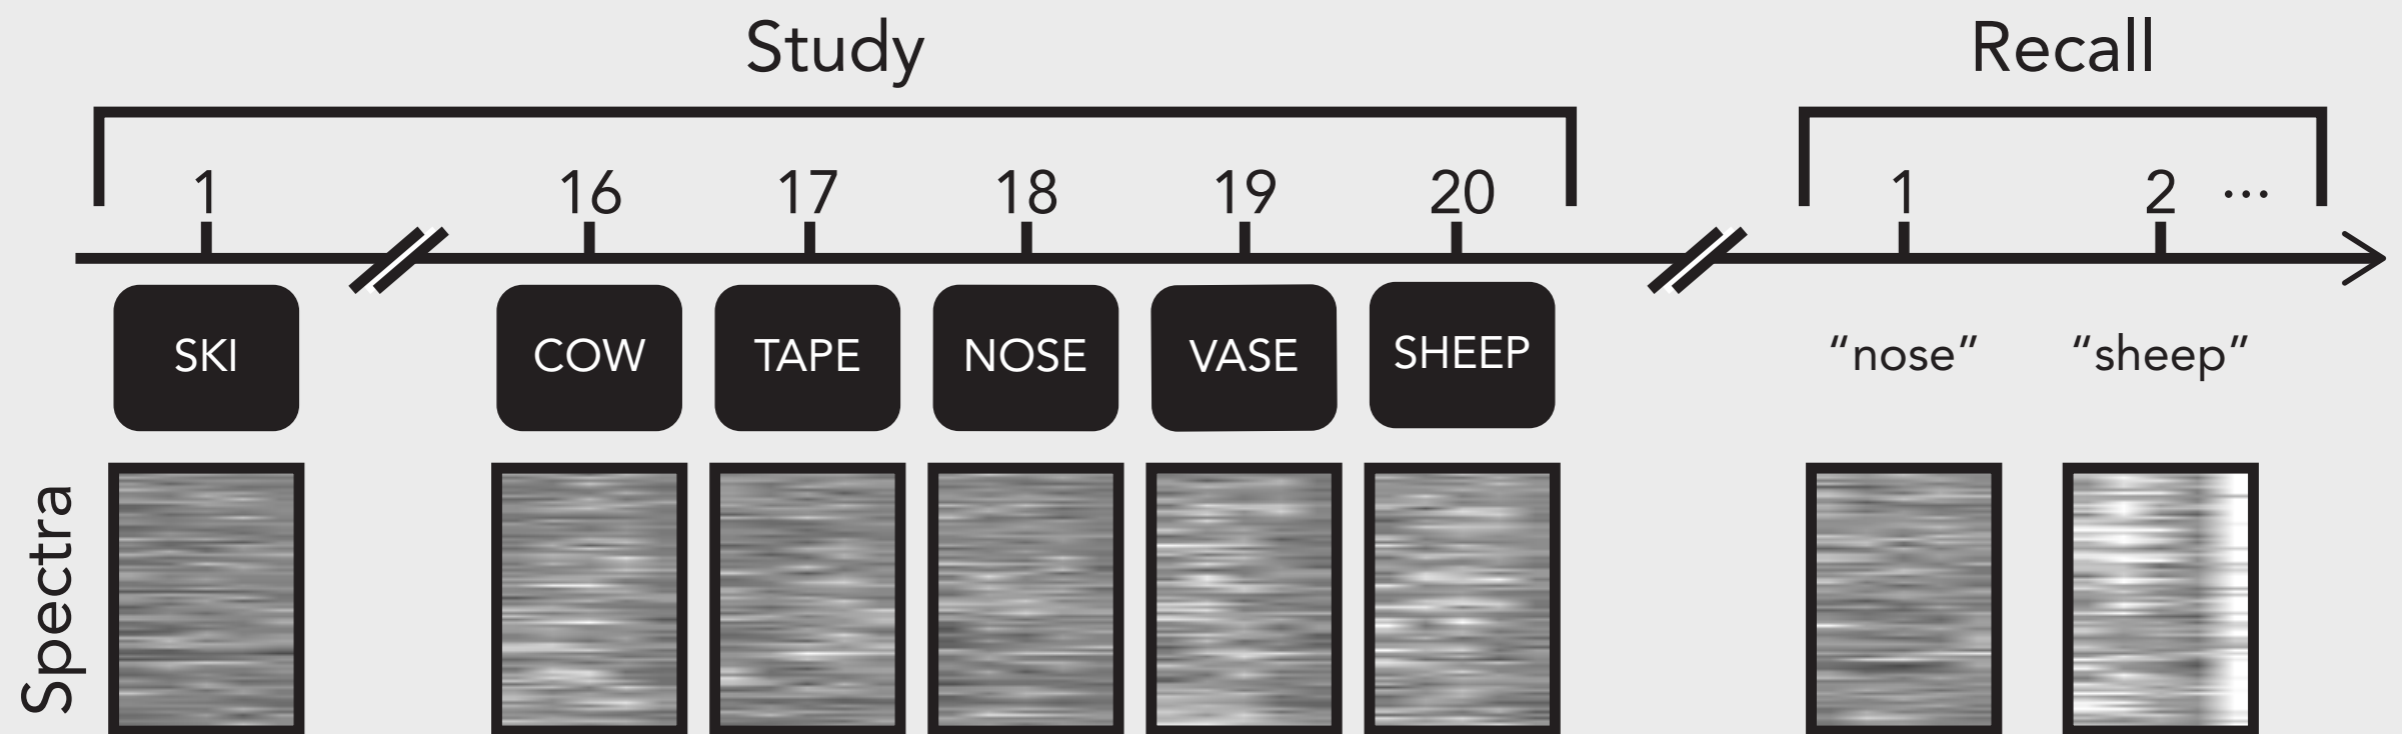 Study Recall
1 16 17 18 19 20 1 2 ...
SKI COW TAPE NOSE VASE SHEEP “nose” “sheep”
Spectra